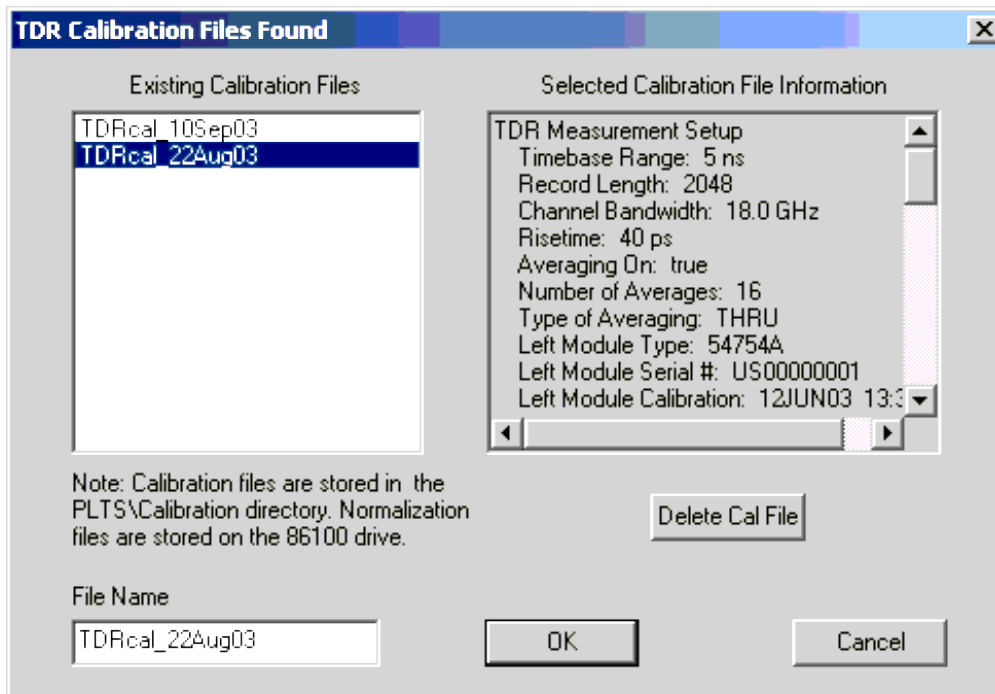 TDR Calibration Files Found
Existing Calibration Files
TDRcal_10Sep03
TDRcal_22Aug03
Selected Calibration File Information
TDR Measurement Setup
Timebase Range: 5 ns
Record Length: 2048
Channel Bandwidth: 18.0 GHz
Risetime: 40 ps
Averaging On: true
Number of Averages: 16
Type of Averaging: THRU
Left Module Type: 54754A
Left Module Serial #: US00000001
Left Module Calibration: 12JUN03 13:3
Note: Calibration files are stored in the
PLTS\Calibration directory. Normalization
files are stored on the 86100 drive.
Delete Cal File
File Name
TDRcal_22Aug03
OK
Cancel